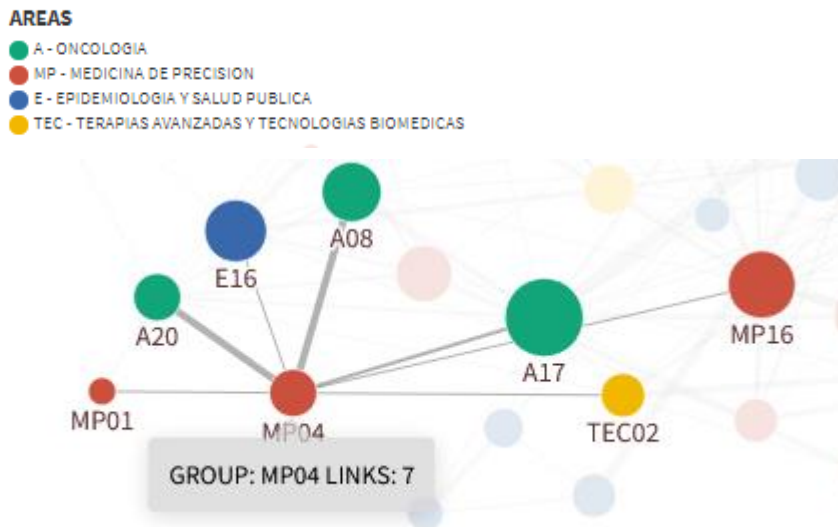 AREAS
A - ONCOLOGIA
MP - MEDICINA DE PRECISION
E - EPIDEMIOLOGIA Y SALUD PUBLICA
TEC - TERAPIAS AVANZADAS Y TECNOLOGIAS BIOMEDICAS
A08
E16
A20
MP16
A17
MP01
MP04
TEC02
GROUP: MP04 LINKS: 7